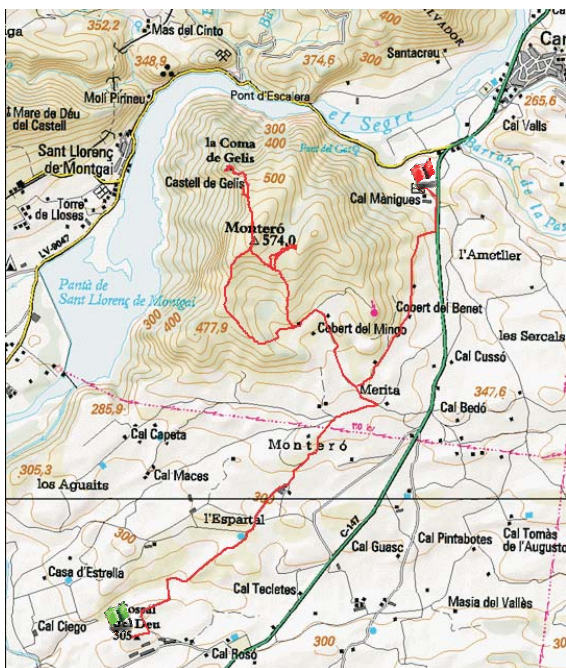 352,2
Mas del Cinto
374,6
300
400
Santacreu
348,9
Molí Pirineu
Pont d'Escalera
Mare de Déu
del Castell
el Segre
265,6
Cal Valls
Sant Llorenç
de Montgai
la Coma
de Gelis
300
400
500
Castell de Gelis
Cal Mànigues
Torre
de Lloses
LV-9047
Monteró
574,0
l'Ametller
Pantà de
Sant Llorenç de Montgai
300
400
477,9
Cobert del Mingo
Cobert del Benet
les Sercals
Cal Cussó
Merita
347,6
285,9
Cal Bedó
Cal Capeta
Monteró
305,3
Cal Maces
los Aguaits
300
l'Espartal
C-147
300
Cal Guasc
Cal Pintabotes
Cal Tomàs
de l'Augusto
Casa d'Estrella
Cal Tecletes
Masia del Vallès
Cal Ciego
305
Cal Rosó
300
300